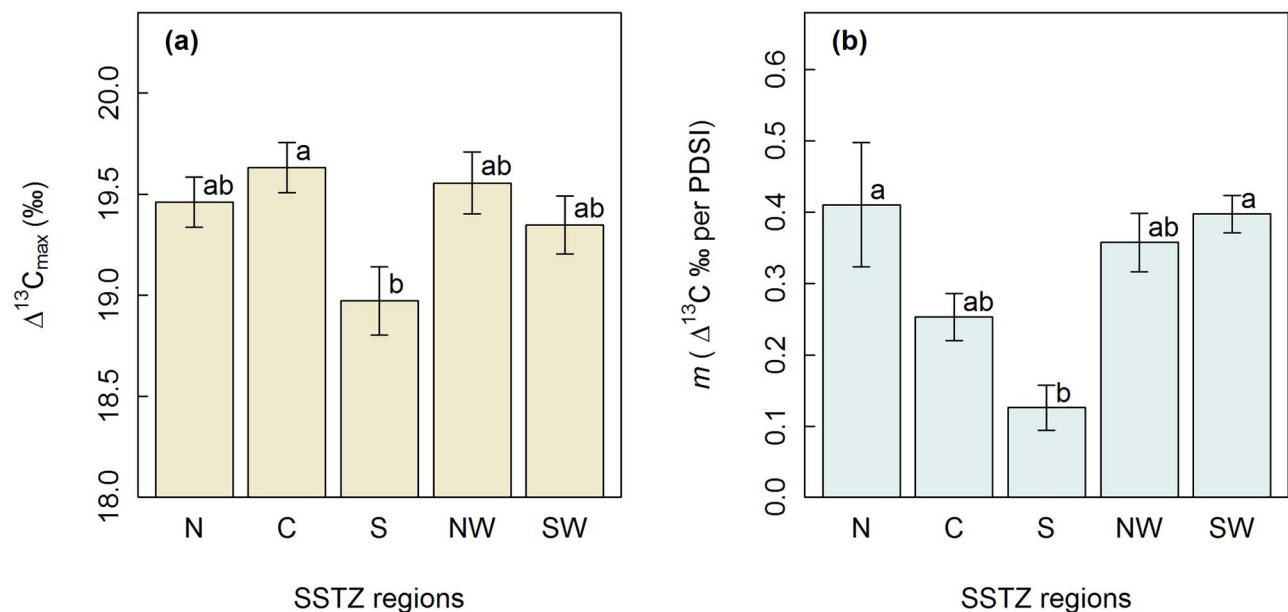 (a)
Δ¹³Cmax (‰)
20.0
19.5
19.0
18.5
18.0
ab
a
b
ab
ab
N C S NW SW
SSTZ regions
(b)
m ( Δ¹³C ‰ per PDSI)
0.6
0.5
0.4
0.3
0.2
0.1
0.0
a
ab
b
ab
a
N C S NW SW
SSTZ regions